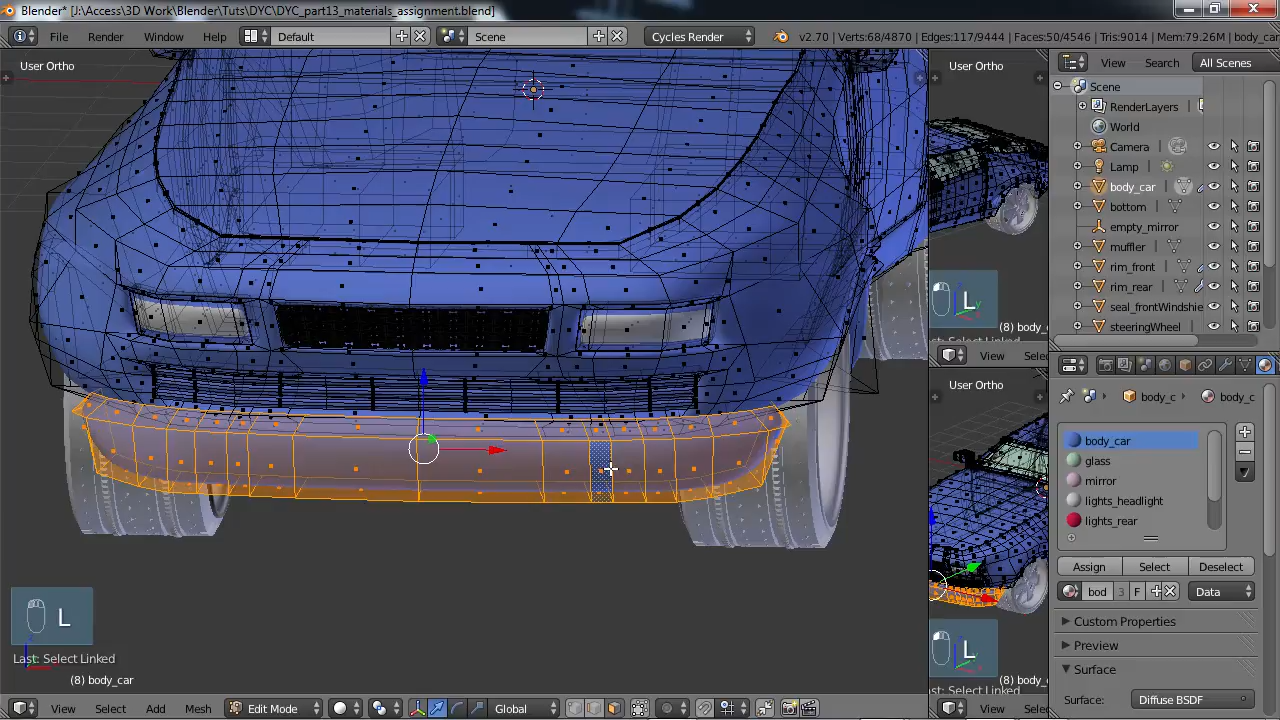 Blender* [J:\Access\3D Work\Blender\Tuts\DYC\DYC_part13_materials_assignment.blend]
File Render Window Help Default Scene Cycles Render v2.70 | Verts:68/4870 | Edges:117/9444 | Faces:50/4546 | Tris:9014 | Mem:79.26M | body_car
User Ortho
User Ortho
View Search All Scenes
Scene
RenderLayers
World
Camera
Lamp
body_car
bottom
empty_mirror
muffler
rim_front
rim_rear
seal_frontWindshie
steeringWheel
L
(8) body_c
View Selec
User Ortho
body_c body_c
body_car
glass
mirror
lights_headlight
lights_rear
Assign Select Deselect
bod 3 F Data
Custom Properties
Preview
Surface
Surface: Diffuse BSDF
L
Last: Select Linked
(8) body_car
L
st: Select Linked
(8) body_c
View Select Add Mesh Edit Mode Global
View Selec